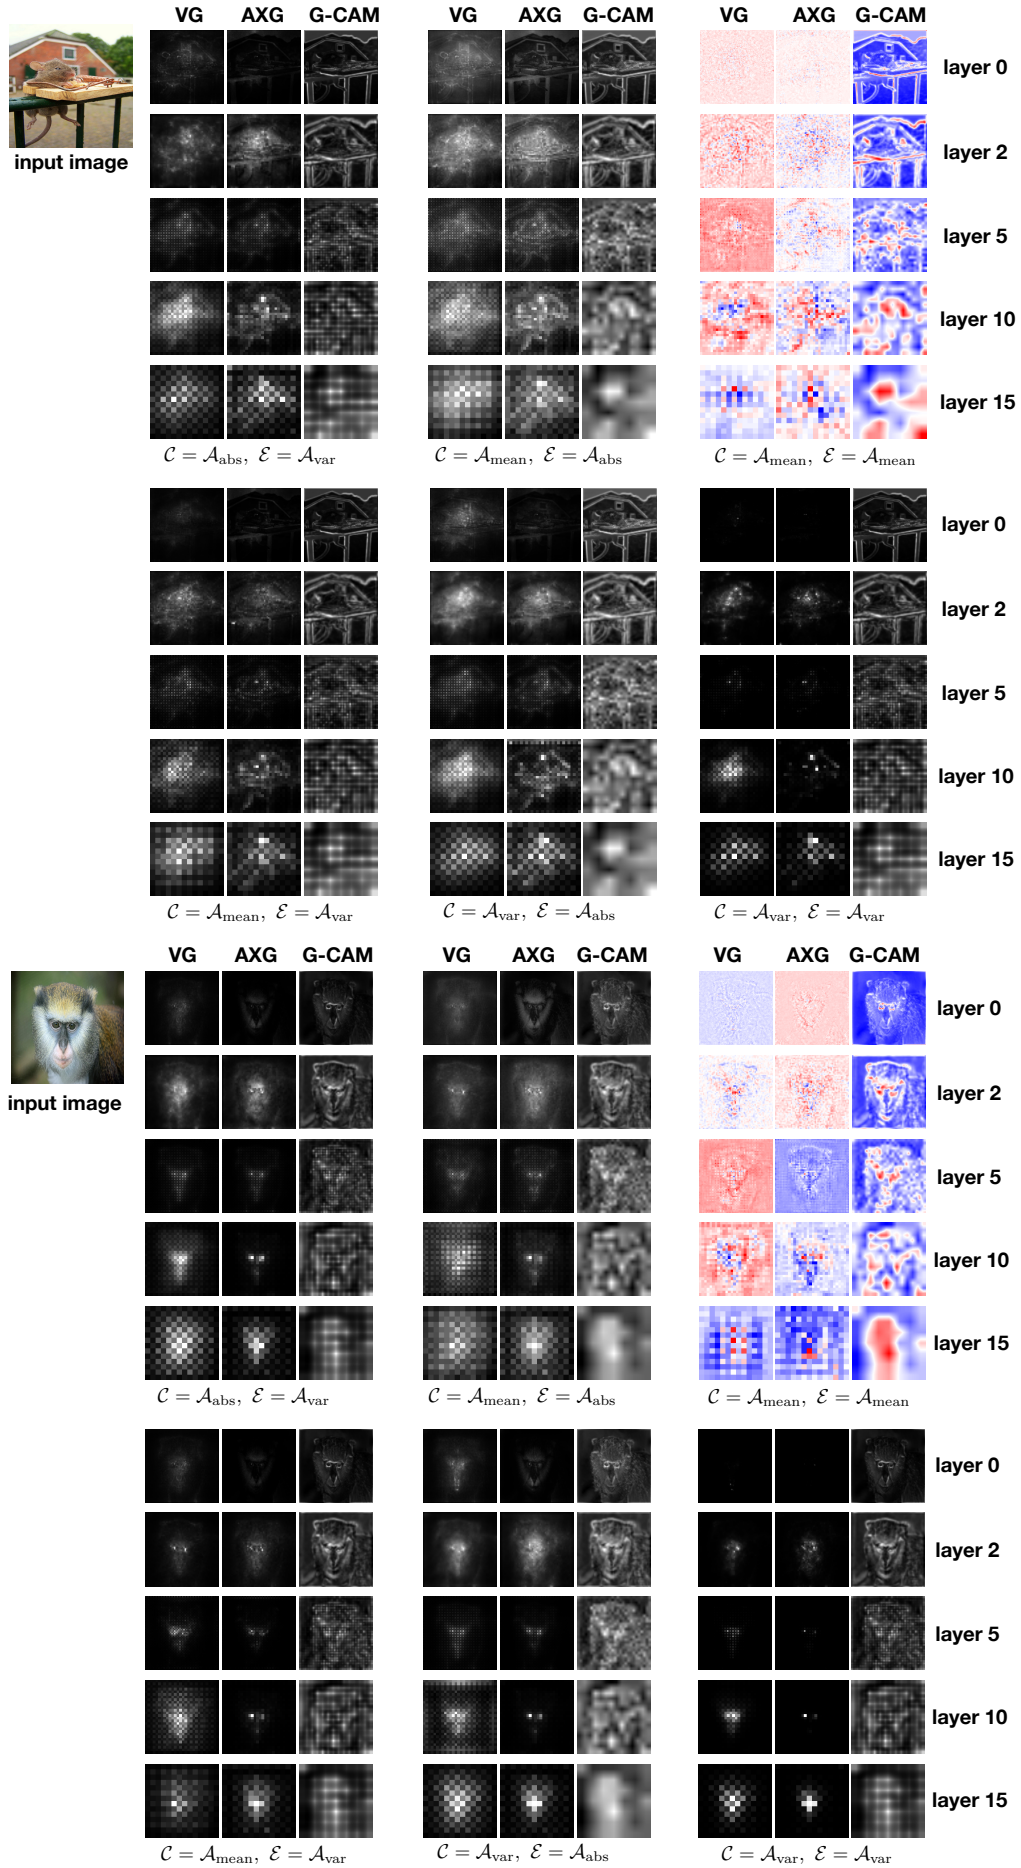 VG AXG G-CAM VG AXG G-CAM VG AXG G-CAM
layer 0
input image
layer 2
layer 5
layer 10
layer 15
𝒞 = 𝒜abs, ℰ = 𝒜var 𝒞 = 𝒜mean, ℰ = 𝒜abs 𝒞 = 𝒜mean, ℰ = 𝒜mean
layer 0
layer 2
layer 5
layer 10
layer 15
𝒞 = 𝒜mean, ℰ = 𝒜var 𝒞 = 𝒜var, ℰ = 𝒜abs 𝒞 = 𝒜var, ℰ = 𝒜var
VG AXG G-CAM VG AXG G-CAM VG AXG G-CAM
layer 0
input image
layer 2
layer 5
layer 10
layer 15
𝒞 = 𝒜abs, ℰ = 𝒜var 𝒞 = 𝒜mean, ℰ = 𝒜abs 𝒞 = 𝒜mean, ℰ = 𝒜mean
layer 0
layer 2
layer 5
layer 10
layer 15
𝒞 = 𝒜mean, ℰ = 𝒜var 𝒞 = 𝒜var, ℰ = 𝒜abs 𝒞 = 𝒜var, ℰ = 𝒜var